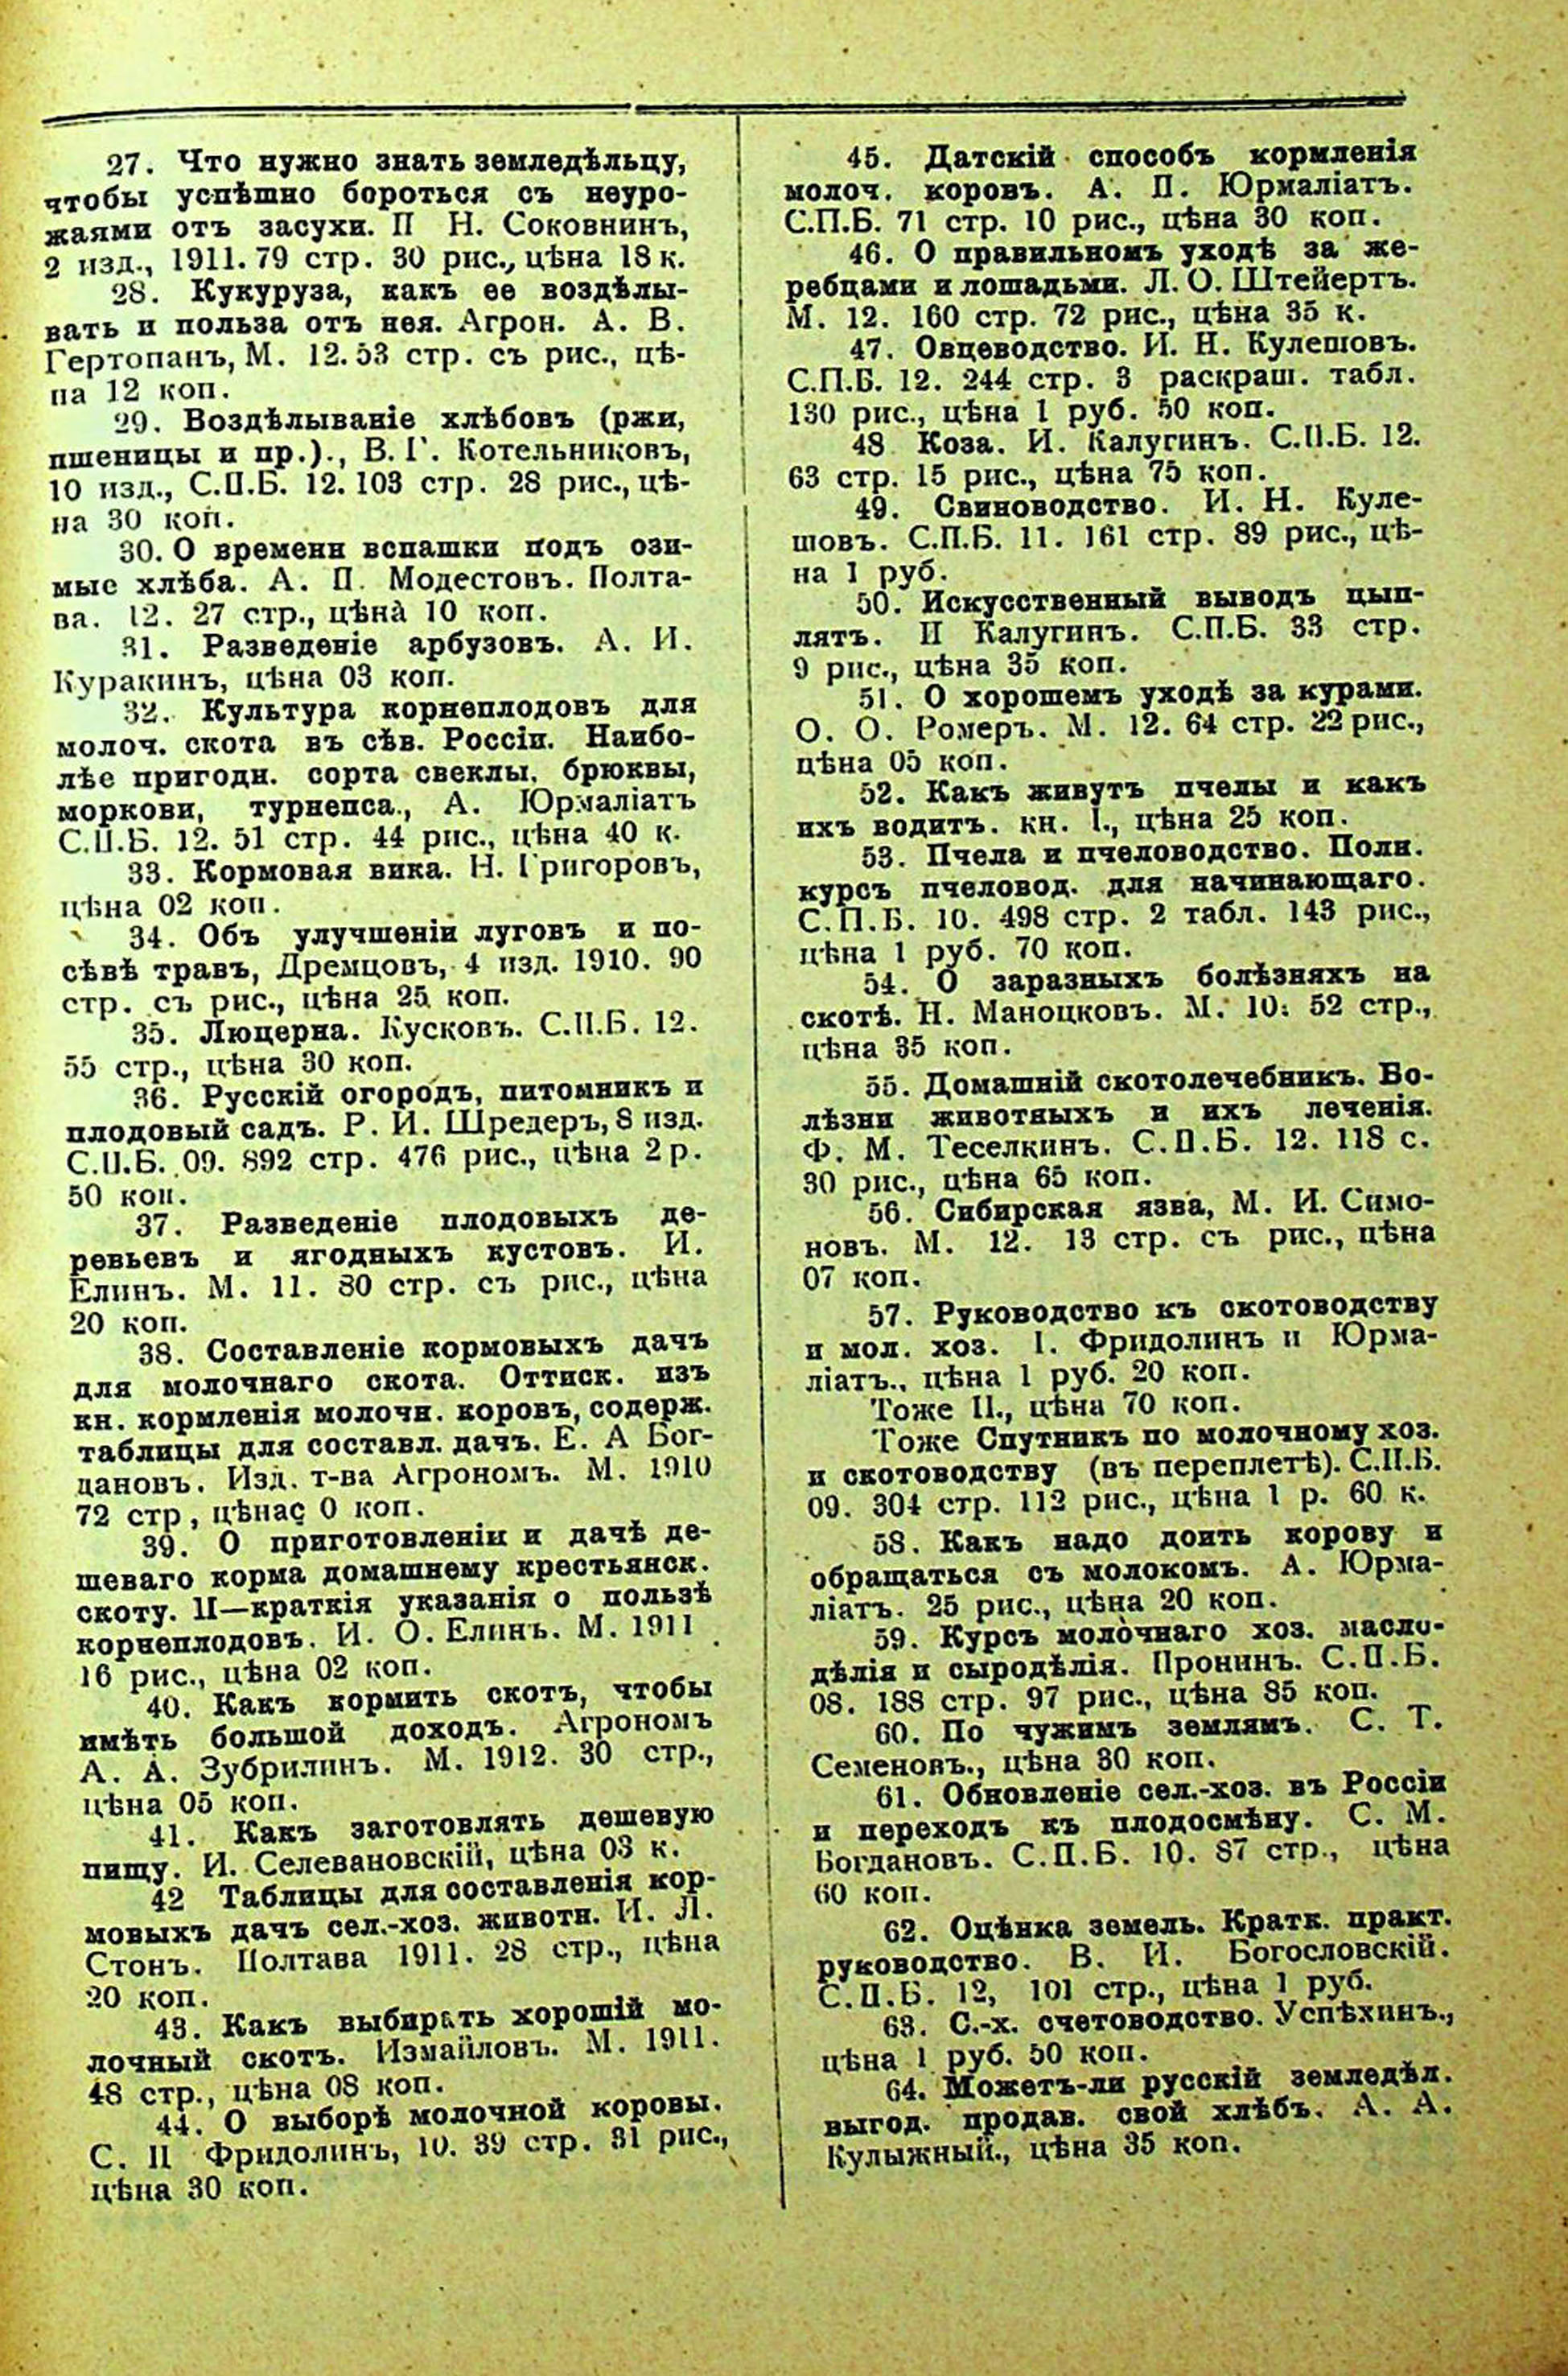 27. Что нужно знать земледѣльцу,
чтобы успѣшно бороться съ неуро-
жаями отъ засухи. П Н. Соковнинъ,
2 изд., 1911. 79 стр. 30 рис., цѣна 18 к.
28. Кукуруза, какъ ее воздѣлы-
вать и польза отъ нея. Агрон. А. В.
Гертопанъ, М. 12. 53 стр. съ рис., цѣ-
на 12 коп.
29. Воздѣлываніе хлѣбовъ (ржи,
пшеницы и пр.)., В. Г. Котельниковъ,
10 изд., С.П.Б. 12. 103 стр. 28 рис., цѣ-
на 30 коп.
30. О времени вспашки подъ ози-
мые хлѣба. А. П. Модестовъ. Полта-
ва. 12. 27 стр., цѣна 10 коп.
31. Разведеніе арбузовъ. А. И.
Куракинъ, цѣна 03 коп.
32. Культура корнеплодовъ для
молоч. скота въ сѣв. Россіи. Наибо-
лѣе пригодн. сорта свеклы, брюквы,
моркови, турнепса., А. Юрмаліатъ
С.П.Б. 12. 51 стр. 44 рис., цѣна 40 к.
33. Кормовая вика. Н. Григоровъ,
цѣна 02 коп.
34. Объ улучшеніи луговъ и по-
сѣвѣ травъ, Дремцовъ, 4 изд. 1910. 90
стр. съ рис., цѣна 25 коп.
35. Люцерна. Кусковъ. С.П.Б. 12.
55 стр., цѣна 30 коп.
36. Русскій огородъ, питомникъ и
плодовый садъ. Р. И. Шредеръ, 8 изд.
С.П.Б. 09. 892 стр. 476 рис., цѣна 2 р.
50 коп.
37. Разведеніе плодовыхъ де-
ревьевъ и ягодныхъ кустовъ. И.
Елинъ. М. 11. 80 стр. съ рис., цѣна
20 коп.
38. Составленіе кормовыхъ дачъ
для молочнаго скота. Оттиск. изъ
кн. кормленія молочн. коровъ, содерж.
таблицы для составл. дачъ. Е. А Бог-
дановъ. Изд. т-ва Агрономъ. М. 1910
72 стр, цѣна 0 коп.
39. О приготовленіи и дачѣ де-
шеваго корма домашнему крестьянск.
скоту. II—краткія указанія о пользѣ
корнеплодовъ. И. О. Елинъ. М. 1911
16 рис., цѣна 02 коп.
40. Какъ кормить скотъ, чтобы
имѣть большой доходъ. Агрономъ
А. А. Зубрилинъ. М. 1912. 30 стр.,
цѣна 05 коп.
41. Какъ заготовлять дешевую
пищу. И. Селевановскій, цѣна 03 к.
42 Таблицы для составленія кор-
мовыхъ дачъ сел.-хоз. животн. И. Л.
Стонъ. Полтава 1911. 28 стр., цѣна
20 коп.
43. Какъ выбирать хорошій мо-
лочный скотъ. Измайловъ. М. 1911.
48 стр., цѣна 08 коп.
44. О выборѣ молочной коровы.
С. П Фридолинъ, 10. 39 стр. 31 рис.,
цѣна 30 коп.
45. Датскій способъ кормленія
молоч. коровъ. А. П. Юрмаліатъ.
С.П.Б. 71 стр. 10 рис., цѣна 30 коп.
46. О правильномъ уходѣ за же-
ребцами и лошадьми. Л. О. Штейертъ.
М. 12. 160 стр. 72 рис., цѣна 35 к.
47. Овцеводство. И. Н. Кулешовъ.
С.П.Б. 12. 244 стр. 3 раскраш. табл.
130 рис., цѣна 1 руб. 50 коп.
48 Коза. И. Калугинъ. С.П.Б. 12.
63 стр. 15 рис., цѣна 75 коп.
49. Свиноводство. И. Н. Куле-
шовъ. С.П.Б. 11. 161 стр. 89 рис., цѣ-
на 1 руб.
50. Искусственный выводъ цып-
лятъ. И Калугинъ. С.П.Б. 33 стр.
9 рис., цѣна 35 коп.
51. О хорошемъ уходѣ за курами.
О. О. Ромеръ. М. 12. 64 стр. 22 рис.,
цѣна 05 коп.
52. Какъ живутъ пчелы и какъ
ихъ водитъ. кн. I., цѣна 25 коп.
53. Пчела и пчеловодство. Полн.
курсъ пчеловод. для начинающаго.
С.П.Б. 10. 498 стр. 2 табл. 143 рис.,
цѣна 1 руб. 70 коп.
54. О заразныхъ болѣзняхъ на
скотѣ. Н. Маноцковъ. М. 10. 52 стр.,
цѣна 35 коп.
55. Домашній скотолечебникъ. Бо-
лѣзни животныхъ и ихъ леченія.
Ф. М. Теселкинъ. С.П.Б. 12. 118 с.
30 рис., цѣна 65 коп.
56. Сибирская язва, М. И. Симо-
новъ. М. 12. 13 стр. съ рис., цѣна
07 коп.
57. Руководство къ скотоводству
и мол. хоз. I. Фридолинъ и Юрма-
ліатъ., цѣна 1 руб. 20 коп.
Тоже II., цѣна 70 коп.
Тоже Спутникъ по молочному хоз.
и скотоводству (въ переплетѣ). С.П.Б.
09. 304 стр. 112 рис., цѣна 1 р. 60 к.
58. Какъ надо доить корову и
обращаться съ молокомъ. А. Юрма-
ліатъ. 25 рис., цѣна 20 коп.
59. Курсъ молочнаго хоз. масло-
дѣлія и сыродѣлія. Пронинъ. С.П.Б.
08. 188 стр. 97 рис., цѣна 85 коп.
60. По чужимъ землямъ. С. Т.
Семеновъ., цѣна 30 коп.
61. Обновленіе сел.-хоз. въ Россіи
и переходъ къ плодосмѣну. С. М.
Богдановъ. С.П.Б. 10. 87 стр., цѣна
60 коп.
62. Оцѣнка земель. Кратк. практ.
руководство. В. И. Богословскій.
С.П.Б. 12, 101 стр., цѣна 1 руб.
63. С.-х. счетоводство. Успѣхинъ.,
цѣна 1 руб. 50 коп.
64. Можетъ-ли русскій земледѣл.
выгод. продав. свой хлѣбъ. А. А.
Кулыжный., цѣна 35 коп.